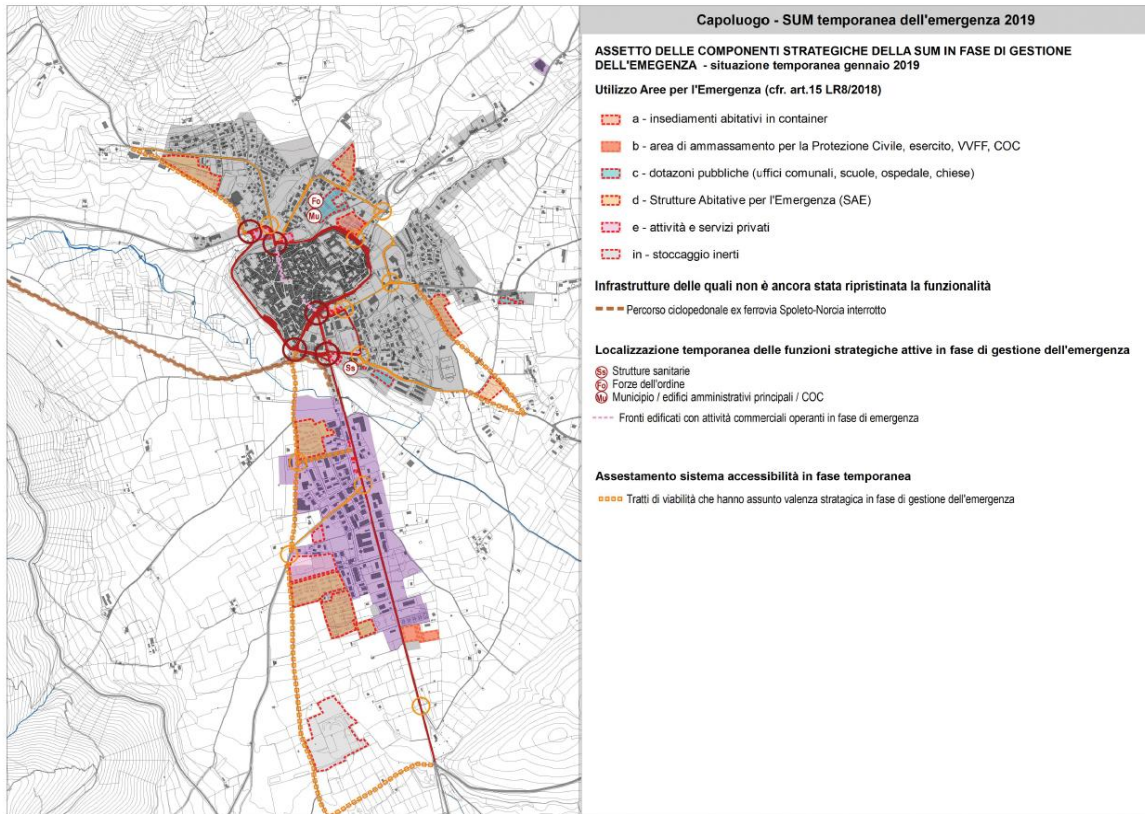 Capoluogo - SUM temporanea dell'emergenza 2019
ASSETTO DELLE COMPONENTI STRATEGICHE DELLA SUM IN FASE DI GESTIONE
DELL'EMEGENZA - situazione temporanea gennaio 2019
Utilizzo Aree per l'Emergenza (cfr. art.15 LR8/2018)
a - insediamenti abitativi in container
b - area di ammassamento per la Protezione Civile, esercito, VVFF, COC
c - dotazoni pubbliche (uffici comunali, scuole, ospedale, chiese)
d - Strutture Abitative per l'Emergenza (SAE)
e - attività e servizi privati
in - stoccaggio inerti
Infrastrutture delle quali non è ancora stata ripristinata la funzionalità
Percorso ciclopedonale ex ferrovia Spoleto-Norcia interrotto
Localizzazione temporanea delle funzioni strategiche attive in fase di gestione dell'emergenza
Ss Strutture sanitarie
Fo Forze dell'ordine
Mu Municipio / edifici amministrativi principali / COC
Fronti edificati con attività commerciali operanti in fase di emergenza
Assestamento sistema accessibilità in fase temporanea
Tratti di viabilità che hanno assunto valenza stratagica in fase di gestione dell'emergenza
Fo
Mu
Ss